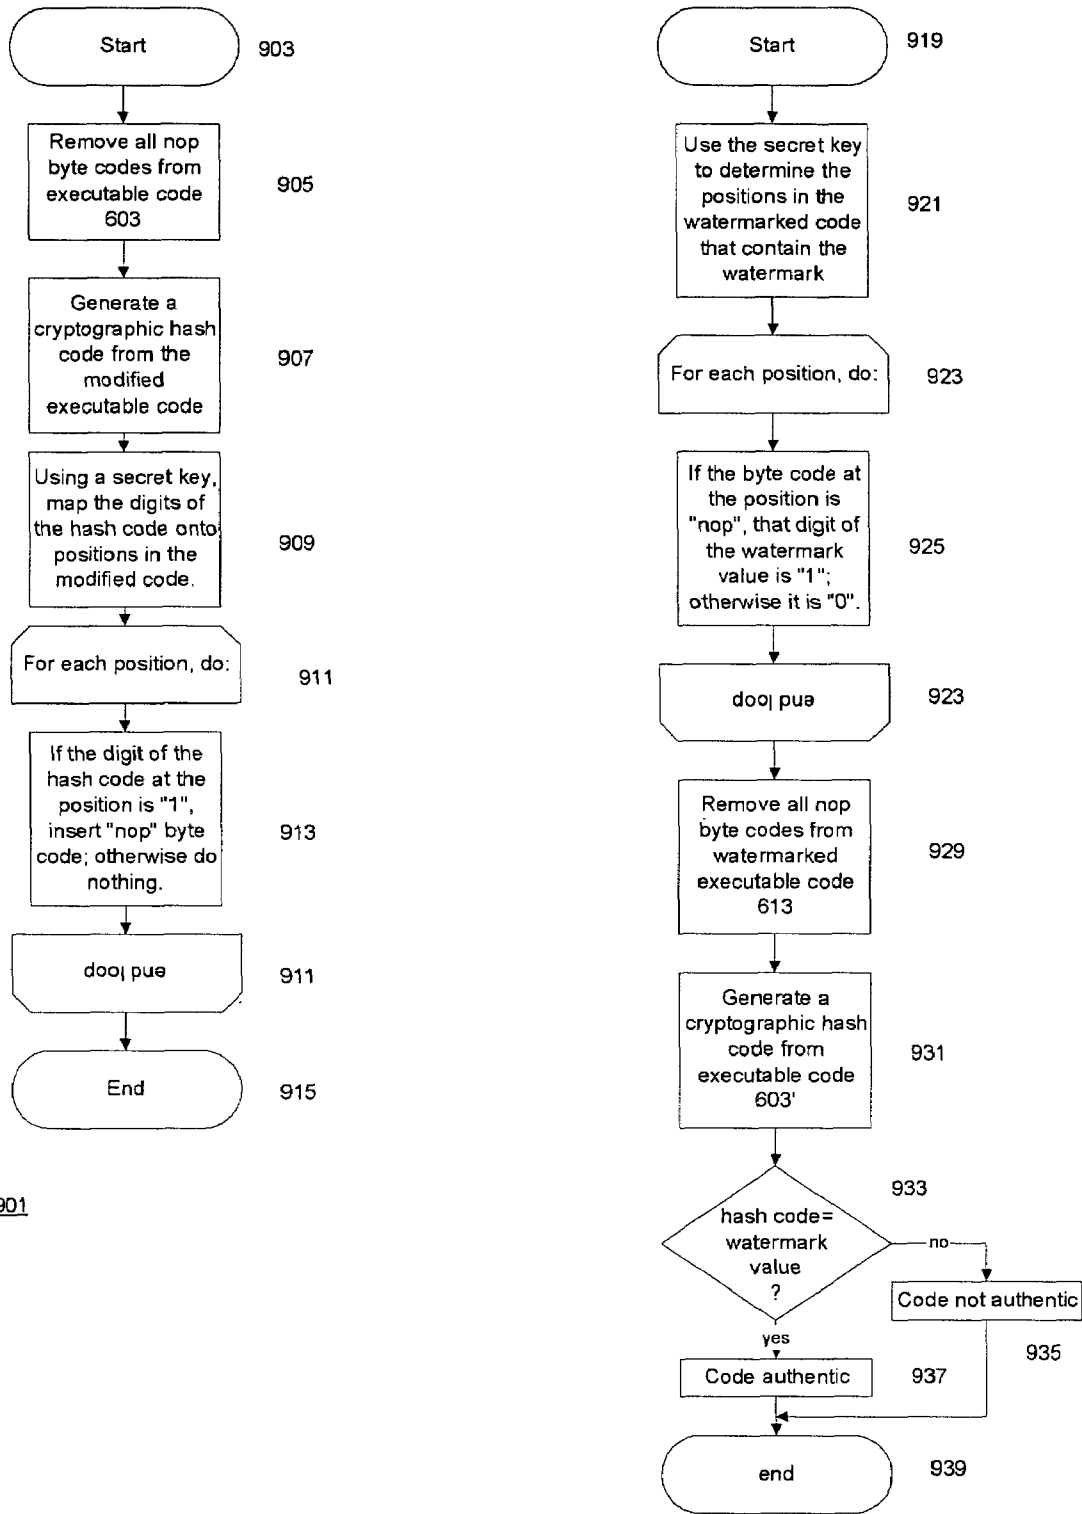 Start
903
Remove all nop
byte codes from
executable code
603
905
Generate a
cryptographic hash
code from the
modified
executable code
907
Using a secret key,
map the digits of
the hash code onto
positions in the
modified code.
909
For each position, do:
911
If the digit of the
hash code at the
position is "1",
insert "nop" byte
code; otherwise do
nothing.
913
end loop
911
End
915
901
Start
919
Use the secret key
to determine the
positions in the
watermarked code
that contain the
watermark
921
For each position, do:
923
If the byte code at
the position is
"nop", that digit of
the watermark
value is "1";
otherwise it is "0".
925
end loop
923
Remove all nop
byte codes from
watermarked
executable code
613
929
Generate a
cryptographic hash
code from
executable code
603'
931
933
hash code=
watermark
value
?
no
Code not authentic
935
yes
Code authentic
937
end
939